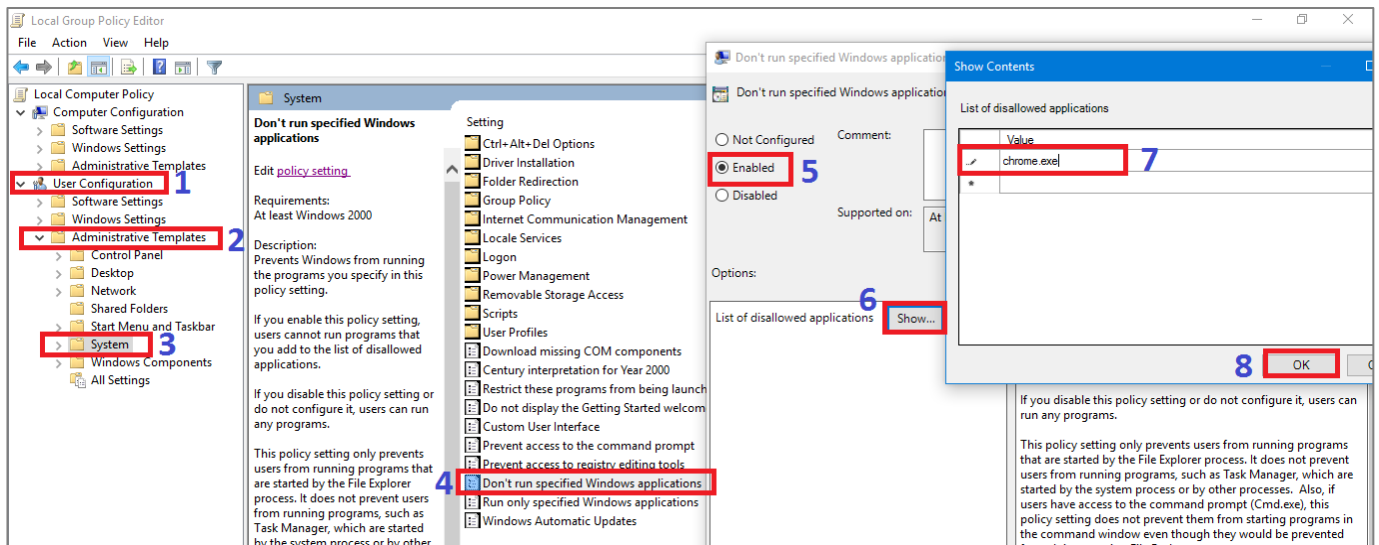 Local Group Policy Editor
File Action View Help
Local Computer Policy
Computer Configuration
Software Settings
Windows Settings
Administrative Templates
User Configuration
1
Software Settings
Windows Settings
Administrative Templates
2
Control Panel
Desktop
Network
Shared Folders
Start Menu and Taskbar
System
3
Windows Components
All Settings
System
Don't run specified Windows
applications
Edit policy setting
Requirements:
At least Windows 2000
Description:
Prevents Windows from running
the programs you specify in this
policy setting.
If you enable this policy setting,
users cannot run programs that
you add to the list of disallowed
applications.
If you disable this policy setting or
do not configure it, users can run
any programs.
This policy setting only prevents
users from running programs that
are started by the File Explorer
process. It does not prevent users
from running programs, such as
Task Manager, which are started
by the system process or by other
Setting
Ctrl+Alt+Del Options
Driver Installation
Folder Redirection
Group Policy
Internet Communication Management
Locale Services
Logon
Power Management
Removable Storage Access
Scripts
User Profiles
Download missing COM components
Century interpretation for Year 2000
Restrict these programs from being launch
Do not display the Getting Started welcom
Custom User Interface
Prevent access to the command prompt
Prevent access to registry editing tools
4
Don't run specified Windows applications
Run only specified Windows applications
Windows Automatic Updates
Don't run specified Windows application
Don't run specified Windows application
Not Configured
Comment:
Enabled
5
Disabled
Supported on:
At
Options:
6
List of disallowed applications
Show...
Show Contents
List of disallowed applications
Value
chrome.exe
7
*
8
OK
If you disable this policy setting or do not configure it, users can
run any programs.
This policy setting only prevents users from running programs
that are started by the File Explorer process. It does not prevent
users from running programs, such as Task Manager, which are
started by the system process or by other processes. Also, if
users have access to the command prompt (Cmd.exe), this
policy setting does not prevent them from starting programs in
the command window even though they would be prevented